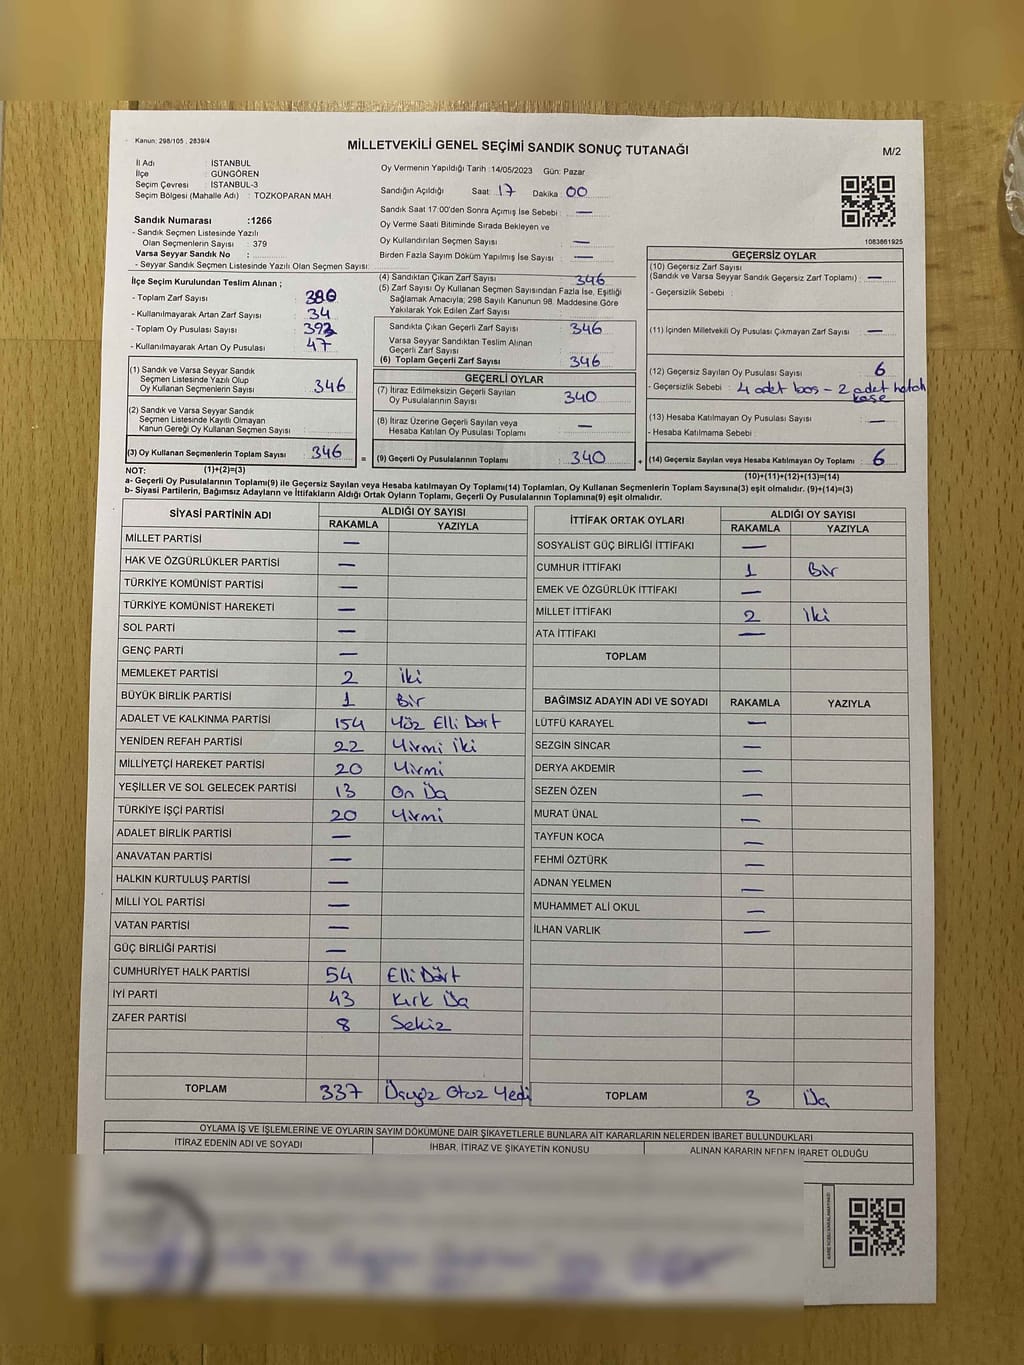 Kanun: 298/105 , 2839/4
MİLLETVEKİLİ GENEL SEÇİMİ SANDIK SONUÇ TUTANAĞI
M/2
İl Adı : İSTANBUL
İlçe : GÜNGÖREN
Seçim Çevresi : İSTANBUL-3
Seçim Bölgesi (Mahalle Adı) : TOZKOPARAN MAH.
Sandık Numarası :1266
- Sandık Seçmen Listesinde Yazılı
Olan Seçmenlerin Sayısı : 379
Varsa Seyyar Sandık No :
- Seyyar Sandık Seçmen Listesinde Yazılı Olan Seçmen Sayısı:
Oy Vermenin Yapıldığı Tarih :14/05/2023 Gün: Pazar
Sandığın Açıldığı Saat: 17 Dakika: 00
Sandık Saat 17:00'den Sonra Açımış İse Sebebi : —
Oy Verme Saati Bitiminde Sırada Bekleyen ve
Oy Kullandırılan Seçmen Sayısı : —
Birden Fazla Sayım Döküm Yapılmış İse Sayısı : —
1083861925
İlçe Seçim Kurulundan Teslim Alınan ;
- Toplam Zarf Sayısı : 380
- Kullanılmayarak Artan Zarf Sayısı : 34
- Toplam Oy Pusulası Sayısı : 393
- Kullanılmayarak Artan Oy Pusulası : 47
(1) Sandık ve Varsa Seyyar Sandık
Seçmen Listesinde Yazılı Olup
Oy Kullanan Seçmenlerin Sayısı : 346
(2) Sandık ve Varsa Seyyar Sandık
Seçmen Listesinde Kayıtlı Olmayan
Kanun Gereği Oy Kullanan Seçmen Sayısı :
(3) Oy Kullanan Seçmenlerin Toplam Sayısı : 346
(1)+(2)=(3)
(4) Sandıktan Çıkan Zarf Sayısı : 346
(5) Zarf Sayısı Oy Kullanan Seçmen Sayısından Fazla İse, Eşitliği
Sağlamak Amacıyla; 298 Sayılı Kanunun 98. Maddesine Göre
Yakılarak Yok Edilen Zarf Sayısı :
Sandıkta Çıkan Geçerli Zarf Sayısı : 346
Varsa Seyyar Sandıktan Teslim Alınan
Geçerli Zarf Sayısı :
(6) Toplam Geçerli Zarf Sayısı : 346
GEÇERLİ OYLAR
(7) İtiraz Edilmeksizin Geçerli Sayılan
Oy Pusulalarının Sayısı : 340
(8) İtiraz Üzerine Geçerli Sayılan veya
Hesaba Katılan Oy Pusulası Toplamı : —
= (9) Geçerli Oy Pusulalarının Toplamı : 340 +
GEÇERSİZ OYLAR
(10) Geçersiz Zarf Sayısı
(Sandık ve Varsa Seyyar Sandık Geçersiz Zarf Toplamı) : —
- Geçersizlik Sebebi :
(11) İçinden Milletvekili Oy Pusulası Çıkmayan Zarf Sayısı : —
(12) Geçersiz Sayılan Oy Pusulası Sayısı : 6
- Geçersizlik Sebebi : 4 adet boş - 2 adet hatalı
kaşe
(13) Hesaba Katılmayan Oy Pusulası Sayısı : —
- Hesaba Katılmama Sebebi :
(14) Geçersiz Sayılan veya Hesaba Katılmayan Oy Toplamı : 6
(10)+(11)+(12)+(13)=(14)
NOT:
a- Geçerli Oy Pusulalarının Toplamı(9) ile Geçersiz Sayılan veya Hesaba Katılmayan Oy Toplamı(14) Toplamları, Oy Kullanan Seçmenlerin Toplam Sayısına(3) eşit olmalıdır. (9)+(14)=(3)
b- Siyasi Partilerin, Bağımsız Adayların ve İttifakların Aldığı Ortak Oyların Toplamı, Geçerli Oy Pusulalarının Toplamına(9) eşit olmalıdır.
SİYASİ PARTİNİN ADI ALDIĞI OY SAYISI
RAKAMLA YAZIYLA
MİLLET PARTİSİ —
HAK VE ÖZGÜRLÜKLER PARTİSİ —
TÜRKİYE KOMÜNİST PARTİSİ —
TÜRKİYE KOMÜNİST HAREKETİ —
SOL PARTİ —
GENÇ PARTİ —
MEMLEKET PARTİSİ 2 iki
BÜYÜK BİRLİK PARTİSİ 1 Bir
ADALET VE KALKINMA PARTİSİ 154 Yüz Elli Dört
YENİDEN REFAH PARTİSİ 22 Yirmi iki
MİLLİYETÇİ HAREKET PARTİSİ 20 Yirmi
YEŞİLLER VE SOL GELECEK PARTİSİ 13 On Üç
TÜRKİYE İŞÇİ PARTİSİ 20 Yirmi
ADALET BİRLİK PARTİSİ —
ANAVATAN PARTİSİ —
HALKIN KURTULUŞ PARTİSİ —
MİLLİ YOL PARTİSİ —
VATAN PARTİSİ —
GÜÇ BİRLİĞİ PARTİSİ —
CUMHURİYET HALK PARTİSİ 54 Elli Dört
İYİ PARTİ 43 Kırk Üç
ZAFER PARTİSİ 8 Sekiz
TOPLAM 337 Üçyüz Otuz Yedi
İTTİFAK ORTAK OYLARI ALDIĞI OY SAYISI
RAKAMLA YAZIYLA
SOSYALİST GÜÇ BİRLİĞİ İTTİFAKI —
CUMHUR İTTİFAKI 1 Bir
EMEK VE ÖZGÜRLÜK İTTİFAKI —
MİLLET İTTİFAKI 2 iki
ATA İTTİFAKI —
TOPLAM
BAĞIMSIZ ADAYIN ADI VE SOYADI RAKAMLA YAZIYLA
LÜTFÜ KARAYEL —
SEZGİN SİNCAR —
DERYA AKDEMİR —
SEZEN ÖZEN —
MURAT ÜNAL —
TAYFUN KOCA —
FEHMİ ÖZTÜRK —
ADNAN YELMEN —
MUHAMMET ALİ OKUL —
İLHAN VARLIK —
TOPLAM 3 Üç
OYLAMA İŞ VE İŞLEMLERİNE VE OYLARIN SAYIM DÖKÜMÜNE DAİR ŞİKAYETLERLE BUNLARA AİT KARARLARIN NELERDEN İBARET BULUNDUKLARI
İTİRAZ EDENİN ADI VE SOYADI İHBAR, İTİRAZ VE ŞİKAYETİN KONUSU ALINAN KARARIN NEDEN İBARET OLDUĞU